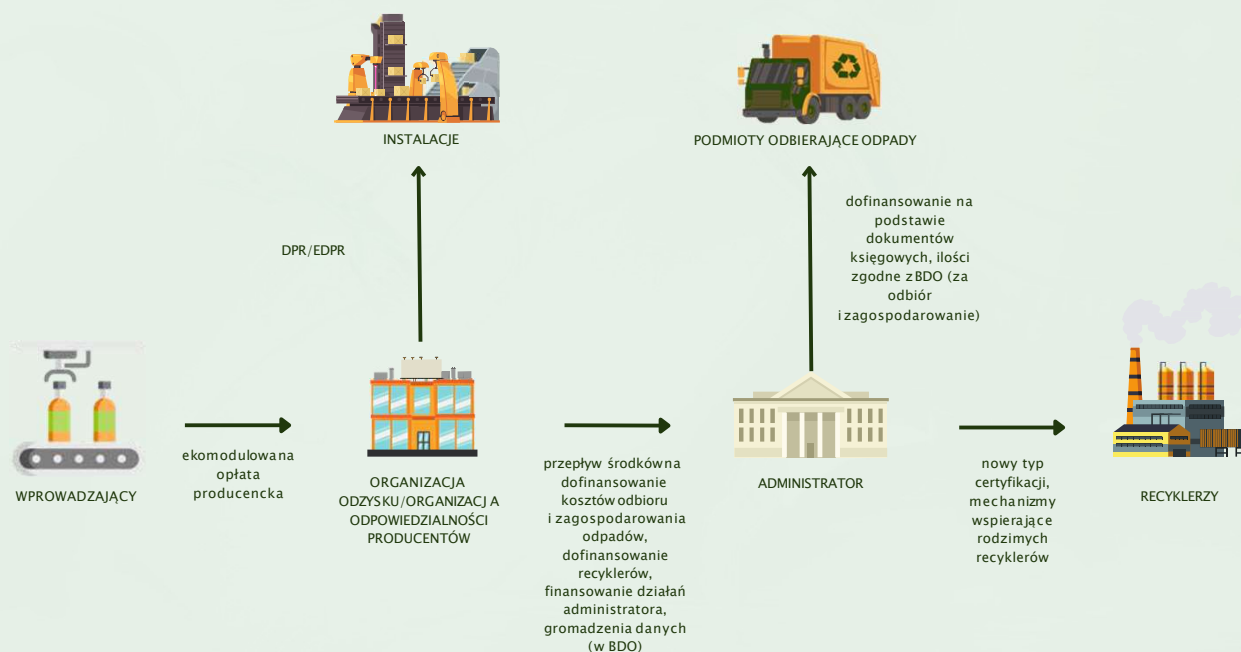 INSTALACJE
PODMIOTY ODBIERAJĄCE ODPADY
DPR/EDPR
dofinansowanie na
podstawie
dokumentów
księgowych, ilości
zgodne z BDO (za
odbiór
i zagospodarowanie)
WPROWADZAJĄCY
ekomodulowana
opłata
producencka
ORGANIZACJA
ODZYSKU/ORGANIZACJA
ODPOWIEDZIALNOŚCI
PRODUCENTÓW
przepływ środków na
dofinansowanie
kosztów odbioru
i zagospodarowania
odpadów,
dofinansowanie
recyklerów,
finansowanie działań
administratora,
gromadzenia danych
(w BDO)
ADMINISTRATOR
nowy typ
certyfikacji,
mechanizmy
wspierające
rodzimych
recyklerów
RECYKLERZY